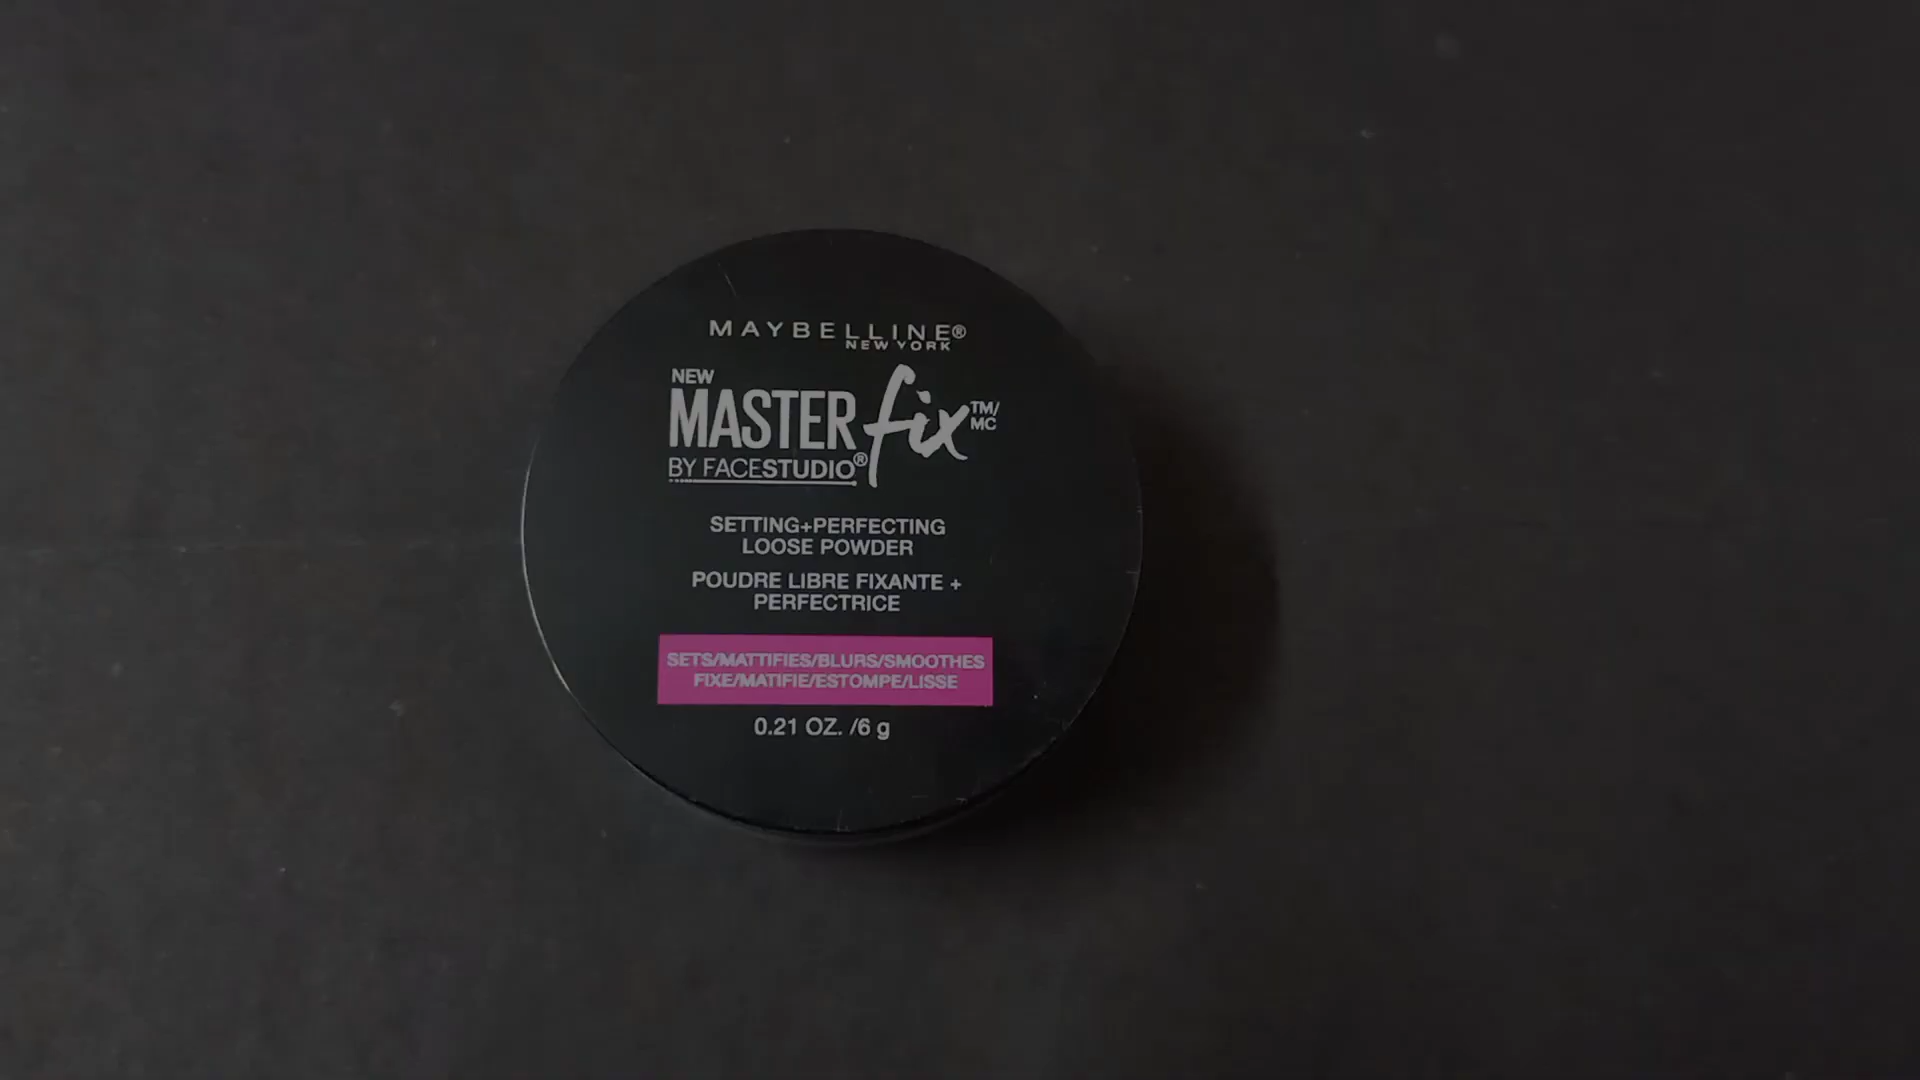 MAYBELLINE®
NEW YORK
NEW
MASTER fix TM/MC
BY FACESTUDIO®
SETTING+PERFECTING
LOOSE POWDER
POUDRE LIBRE FIXANTE +
PERFECTRICE
SETS/MATTIFIES/BLURS/SMOOTHES
FIXE/MATIFIE/ESTOMPE/LISSE
0.21 OZ. /6 g